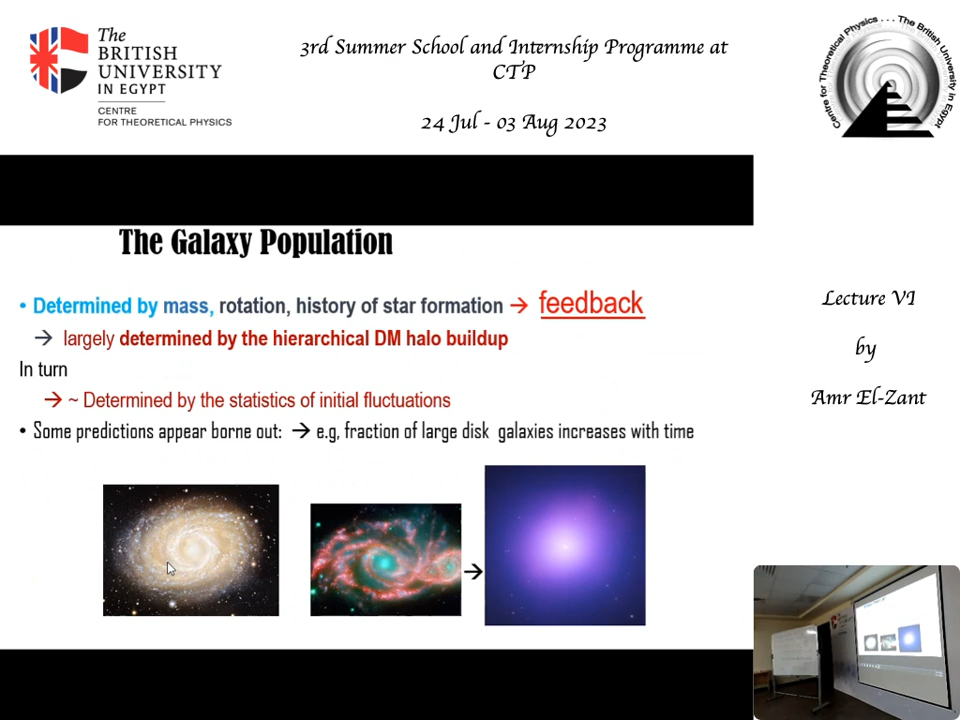 The
BRITISH
UNIVERSITY
IN EGYPT
CENTRE
FOR THEORETICAL PHYSICS
3rd Summer School and Internship Programme at
CTP
24 Jul - 03 Aug 2023
Centre for Theoretical Physics . . . The British University in Egypt
The Galaxy Population
• Determined by mass, rotation, history of star formation → feedback
→ largely determined by the hierarchical DM halo buildup
In turn
→ ~ Determined by the statistics of initial fluctuations
• Some predictions appear borne out: → e.g, fraction of large disk galaxies increases with time
→
Lecture VI
by
Amr El-Zant